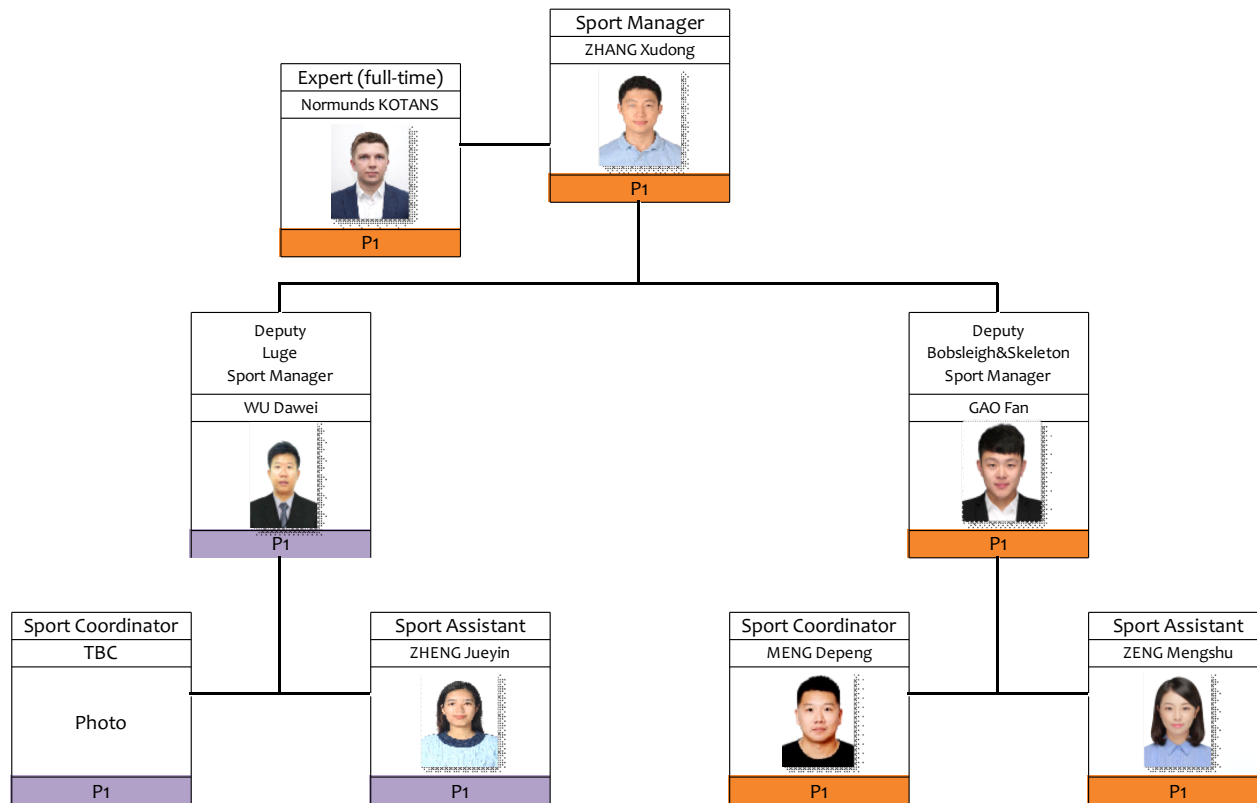 Sport Manager
ZHANG Xudong
P1
Expert (full-time)
Normunds KOTANS
P1
Deputy
Luge
Sport Manager
WU Dawei
P1
Deputy
Bobsleigh&Skeleton
Sport Manager
GAO Fan
P1
Sport Coordinator
TBC
Photo
P1
Sport Assistant
ZHENG Jueyin
P1
Sport Coordinator
MENG Depeng
P1
Sport Assistant
ZENG Mengshu
P1